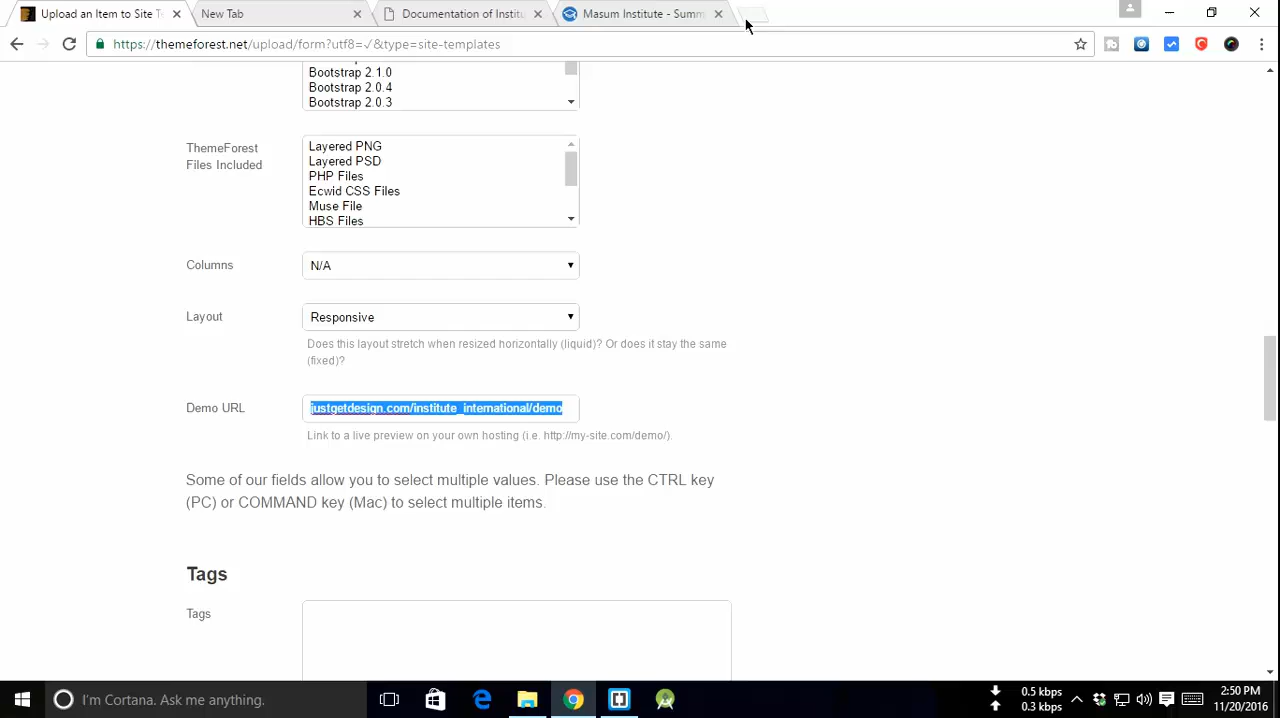 Upload an Item to Site T
New Tab
Documentation of Institu
Masum Institute - Summ
https://themeforest.net/upload/form?utf8=✓&type=site-templates
Bootstrap 2.1.0
Bootstrap 2.0.4
Bootstrap 2.0.3
ThemeForest
Files Included
Layered PNG
Layered PSD
PHP Files
Ecwid CSS Files
Muse File
HBS Files
Columns
N/A
Layout
Responsive
Does this layout stretch when resized horizontally (liquid)? Or does it stay the same
(fixed)?
Demo URL
justgetdesign.com/institute_international/demo
Link to a live preview on your own hosting (i.e. http://my-site.com/demo/).
Some of our fields allow you to select multiple values. Please use the CTRL key
(PC) or COMMAND key (Mac) to select multiple items.
Tags
Tags
I'm Cortana. Ask me anything.
0.5 kbps
0.3 kbps
2:50 PM
11/20/2016